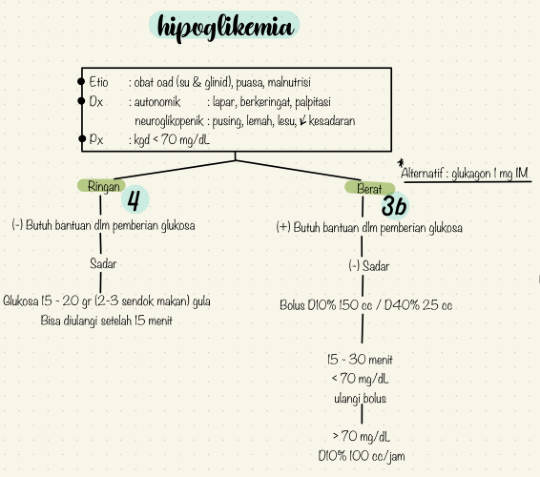 hipoglikemia
Etio : obat oad (su & glinid), puasa, malnutrisi
Dx : autonomik : lapar, berkeringat, palpitasi
neuroglikopenik : pusing, lemah, lesu, ↓ kesadaran
Px : kgd < 70 mg/dL
*Alternatif : glukagon 1 mg IM
Ringan
4
(-) Butuh bantuan dlm pemberian glukosa
Sadar
Glukosa 15 - 20 gr (2-3 sendok makan) gula
Bisa diulangi setelah 15 menit
Berat
3b
(+) Butuh bantuan dlm pemberian glukosa
(-) Sadar
Bolus D10% 150 cc / D40% 25 cc
15 - 30 menit
< 70 mg/dL
ulangi bolus
> 70 mg/dL
D10% 100 cc/jam